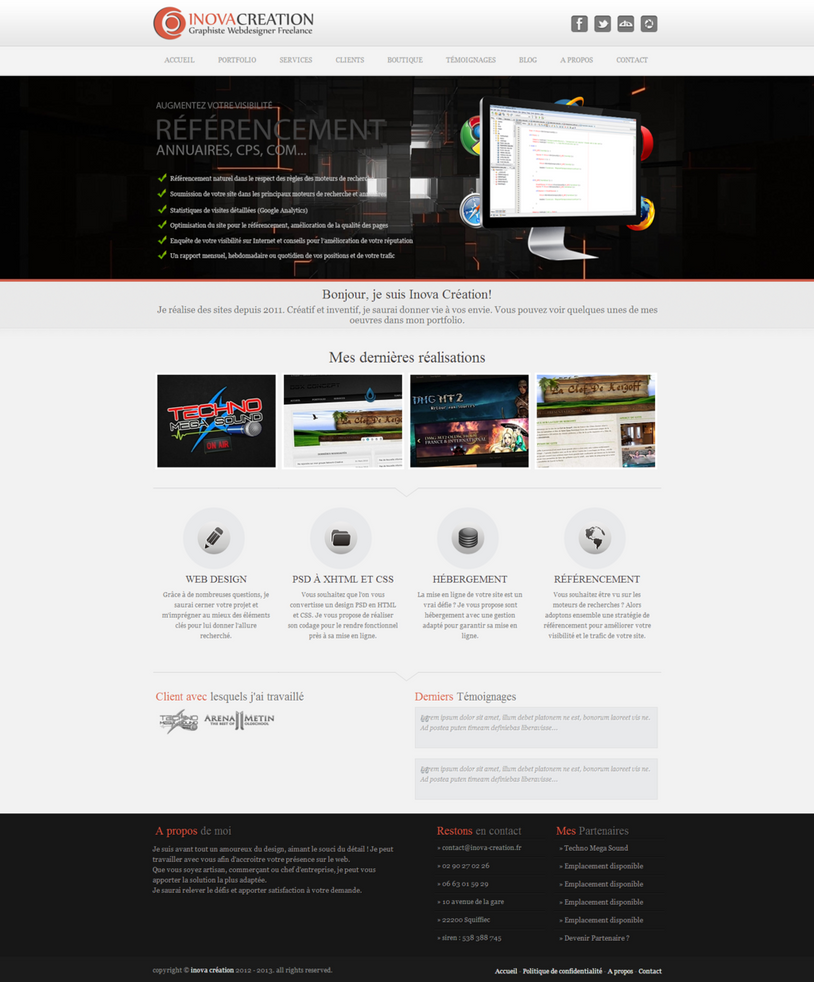 INOVACREATION
Graphiste Webdesigner Freelance
ACCUEIL PORTFOLIO SERVICES CLIENTS BOUTIQUE TÉMOIGNAGES BLOG A PROPOS CONTACT
AUGMENTEZ VOTRE VISIBILITÉ
RÉFÉRENCEMENT
ANNUAIRES, CPS, COM...
Référencement naturel dans le respect des règles des moteurs de recherche
Soumission de votre site dans les principaux moteurs de recherche et
Statistiques de visites détaillées (Google Analytics)
Optimisation du site pour le référencement, amélioration de la qualité des pages
Enquête de votre visibilité sur Internet et conseils pour l'amélioration de votre réputation
Un rapport mensuel, hebdomadaire ou quotidien de vos positions et de votre trafic
Bonjour, je suis Inova Création!
Je réalise des sites depuis 2011. Créatif et inventif, je saurai donner vie à vos envie. Vous pouvez voir quelques unes de mes
oeuvres dans mon portfolio.
Mes dernières réalisations
TECHNO
MEGA SOUND
ON AIR
La Clef De Kergoff
OMG MT2
La Clef De Kergoff
WEB DESIGN
Grâce à de nombreuses questions, je
saurai cerner votre projet et
m'imprégner au mieux des éléments
clés pour lui donner l'allure
recherché.
PSD À XHTML ET CSS
Vous souhaitez que l'on vous
convertisse un design PSD en HTML
et CSS. Je vous propose de réaliser
son codage pour le rendre fonctionnel
près à sa mise en ligne.
HÉBERGEMENT
La mise en ligne de votre site est un
vrai défie ? Je vous propose sont
hébergement avec une gestion
adapté pour garantir sa mise en
ligne.
RÉFÉRENCEMENT
Vous souhaitez être vu sur les
moteurs de recherches ? Alors
adoptons ensemble une stratégie de
référencement pour améliorer votre
visibilité et le trafic de votre site.
Client avec lesquels j'ai travaillé
TECHNO
MEGA SOUND
ARENA METIN
Derniers Témoignages
Lorem ipsum dolor sit amet, illum debet platonem ne est, bonorum laoreet vis ne.
Ad postea puten timeam definiebas liberavisse...
Lorem ipsum dolor sit amet, illum debet platonem ne est, bonorum laoreet vis ne.
Ad postea puten timeam definiebas liberavisse...
A propos de moi
Je suis avant tout un amoureux du design, aimant le souci du détail ! Je peut
travailler avec vous afin d'accroître votre présence sur le web.
Que vous soyez artisan, commerçant ou chef d'entreprise, je peut vous
apporter la solution la plus adaptée.
Je saurai relever le défis et apporter satisfaction à votre demande.
Restons en contact
» contact@inova-creation.fr
» 02 90 27 02 26
» 06 63 01 59 29
» 10 avenue de la gare
» 22200 Squiffiec
» siren : 538 388 745
Mes Partenaires
» Techno Mega Sound
» Emplacement disponible
» Emplacement disponible
» Emplacement disponible
» Emplacement disponible
» Devenir Partenaire ?
copyright © inova création 2012 - 2013. all rights reserved.
Accueil - Politique de confidentialité - A propos - Contact